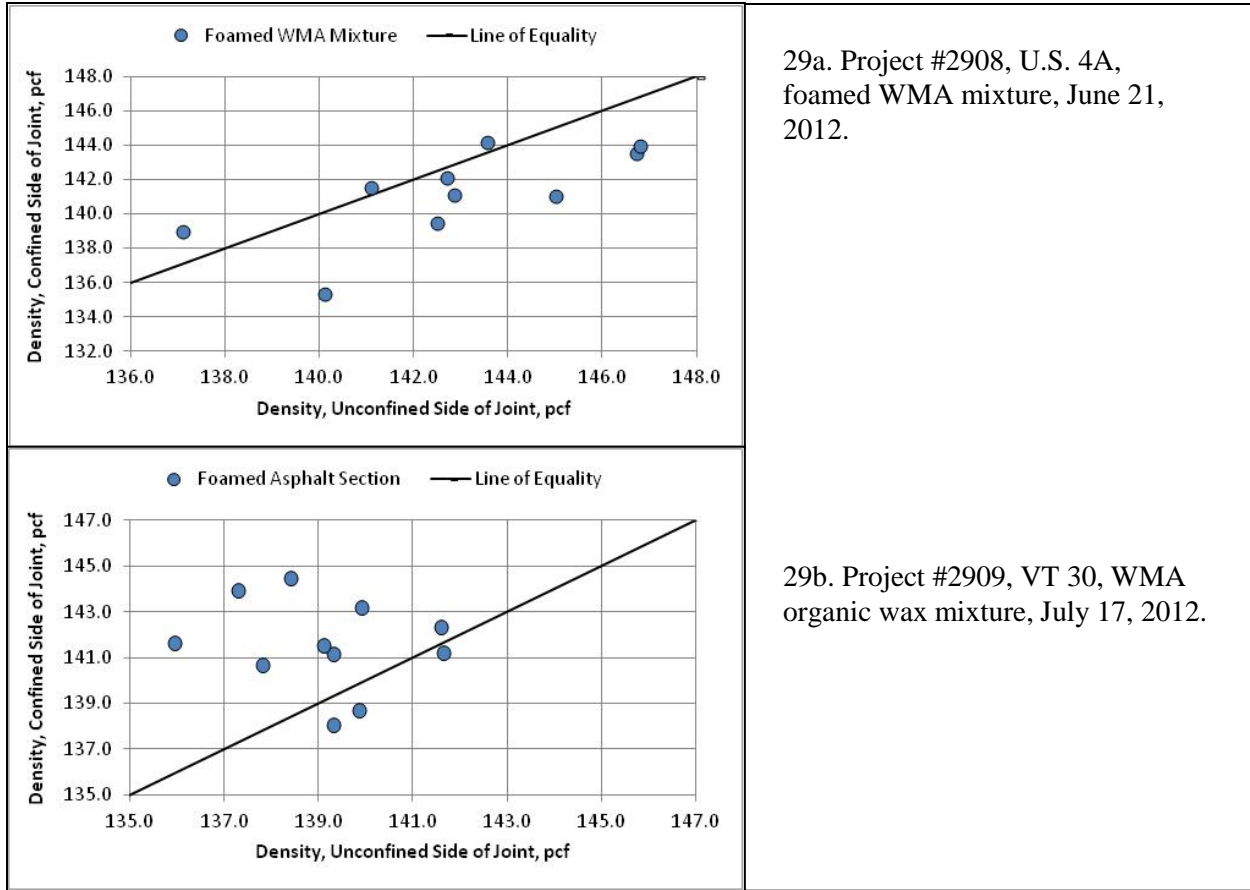 Foamed WMA Mixture Line of Equality
Density, Confined Side of Joint, pcf
148.0
146.0
144.0
142.0
140.0
138.0
136.0
134.0
132.0
136.0 138.0 140.0 142.0 144.0 146.0 148.0
Density, Unconfined Side of Joint, pcf
29a. Project #2908, U.S. 4A,
foamed WMA mixture, June 21,
2012.
Foamed Asphalt Section Line of Equality
Density, Confined Side of Joint, pcf
147.0
145.0
143.0
141.0
139.0
137.0
135.0
135.0 137.0 139.0 141.0 143.0 145.0 147.0
Density, Unconfined Side of Joint, pcf
29b. Project #2909, VT 30, WMA
organic wax mixture, July 17, 2012.